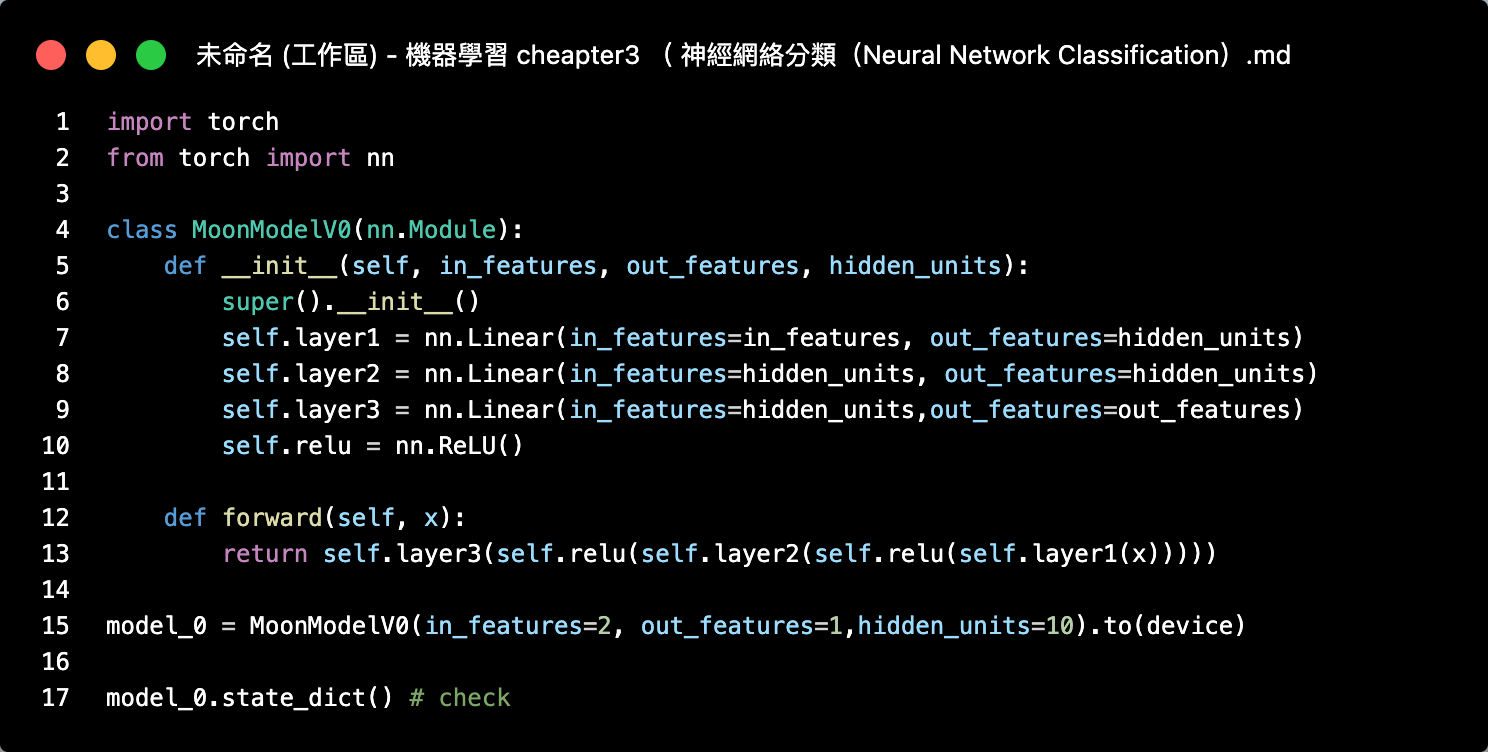 未命名 (工作區) - 機器學習 cheapter3 （ 神經網絡分類（Neural Network Classification）.md
1 import torch
2 from torch import nn
3
4 class MoonModelV0(nn.Module):
5     def __init__(self, in_features, out_features, hidden_units):
6         super().__init__()
7         self.layer1 = nn.Linear(in_features=in_features, out_features=hidden_units)
8         self.layer2 = nn.Linear(in_features=hidden_units, out_features=hidden_units)
9         self.layer3 = nn.Linear(in_features=hidden_units,out_features=out_features)
10         self.relu = nn.ReLU()
11
12     def forward(self, x):
13         return self.layer3(self.relu(self.layer2(self.relu(self.layer1(x)))))
14
15 model_0 = MoonModelV0(in_features=2, out_features=1,hidden_units=10).to(device)
16
17 model_0.state_dict() # check